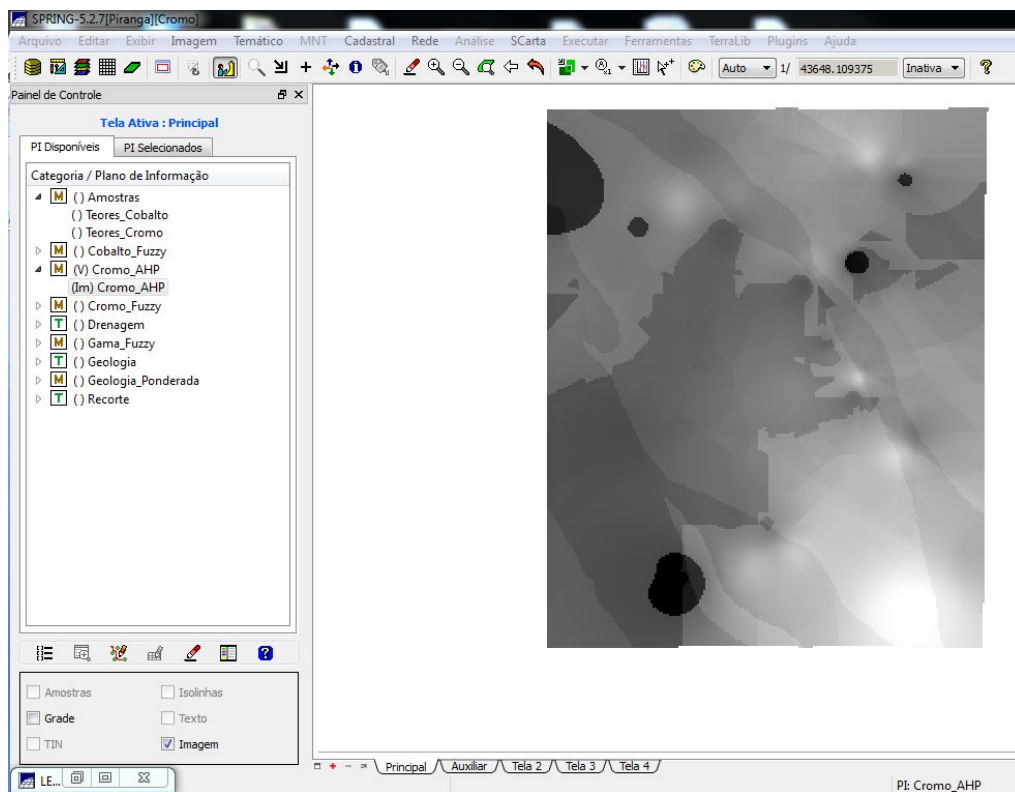 SPRING-5.2.7[Piranga][Cromo]
Arquivo Editar Exibir Imagem Temático MNT Cadastral Rede Análise SCarta Executar Ferramentas TerraLib Plugins Ajuda
Auto 1/ 43648.109375 Inativa
Painel de Controle
Tela Ativa : Principal
PI Disponíveis PI Selecionados
Categoria / Plano de Informação
M () Amostras
() Teores_Cobalto
() Teores_Cromo
M () Cobalto_Fuzzy
M (V) Cromo_AHP
(Im) Cromo_AHP
M () Cromo_Fuzzy
T () Drenagem
M () Gama_Fuzzy
T () Geologia
M () Geologia_Ponderada
T () Recorte
Amostras Isolinhas
Grade Texto
TIN Imagem
Principal Auxiliar Tela 2 Tela 3 Tela 4
LE...
PI: Cromo_AHP